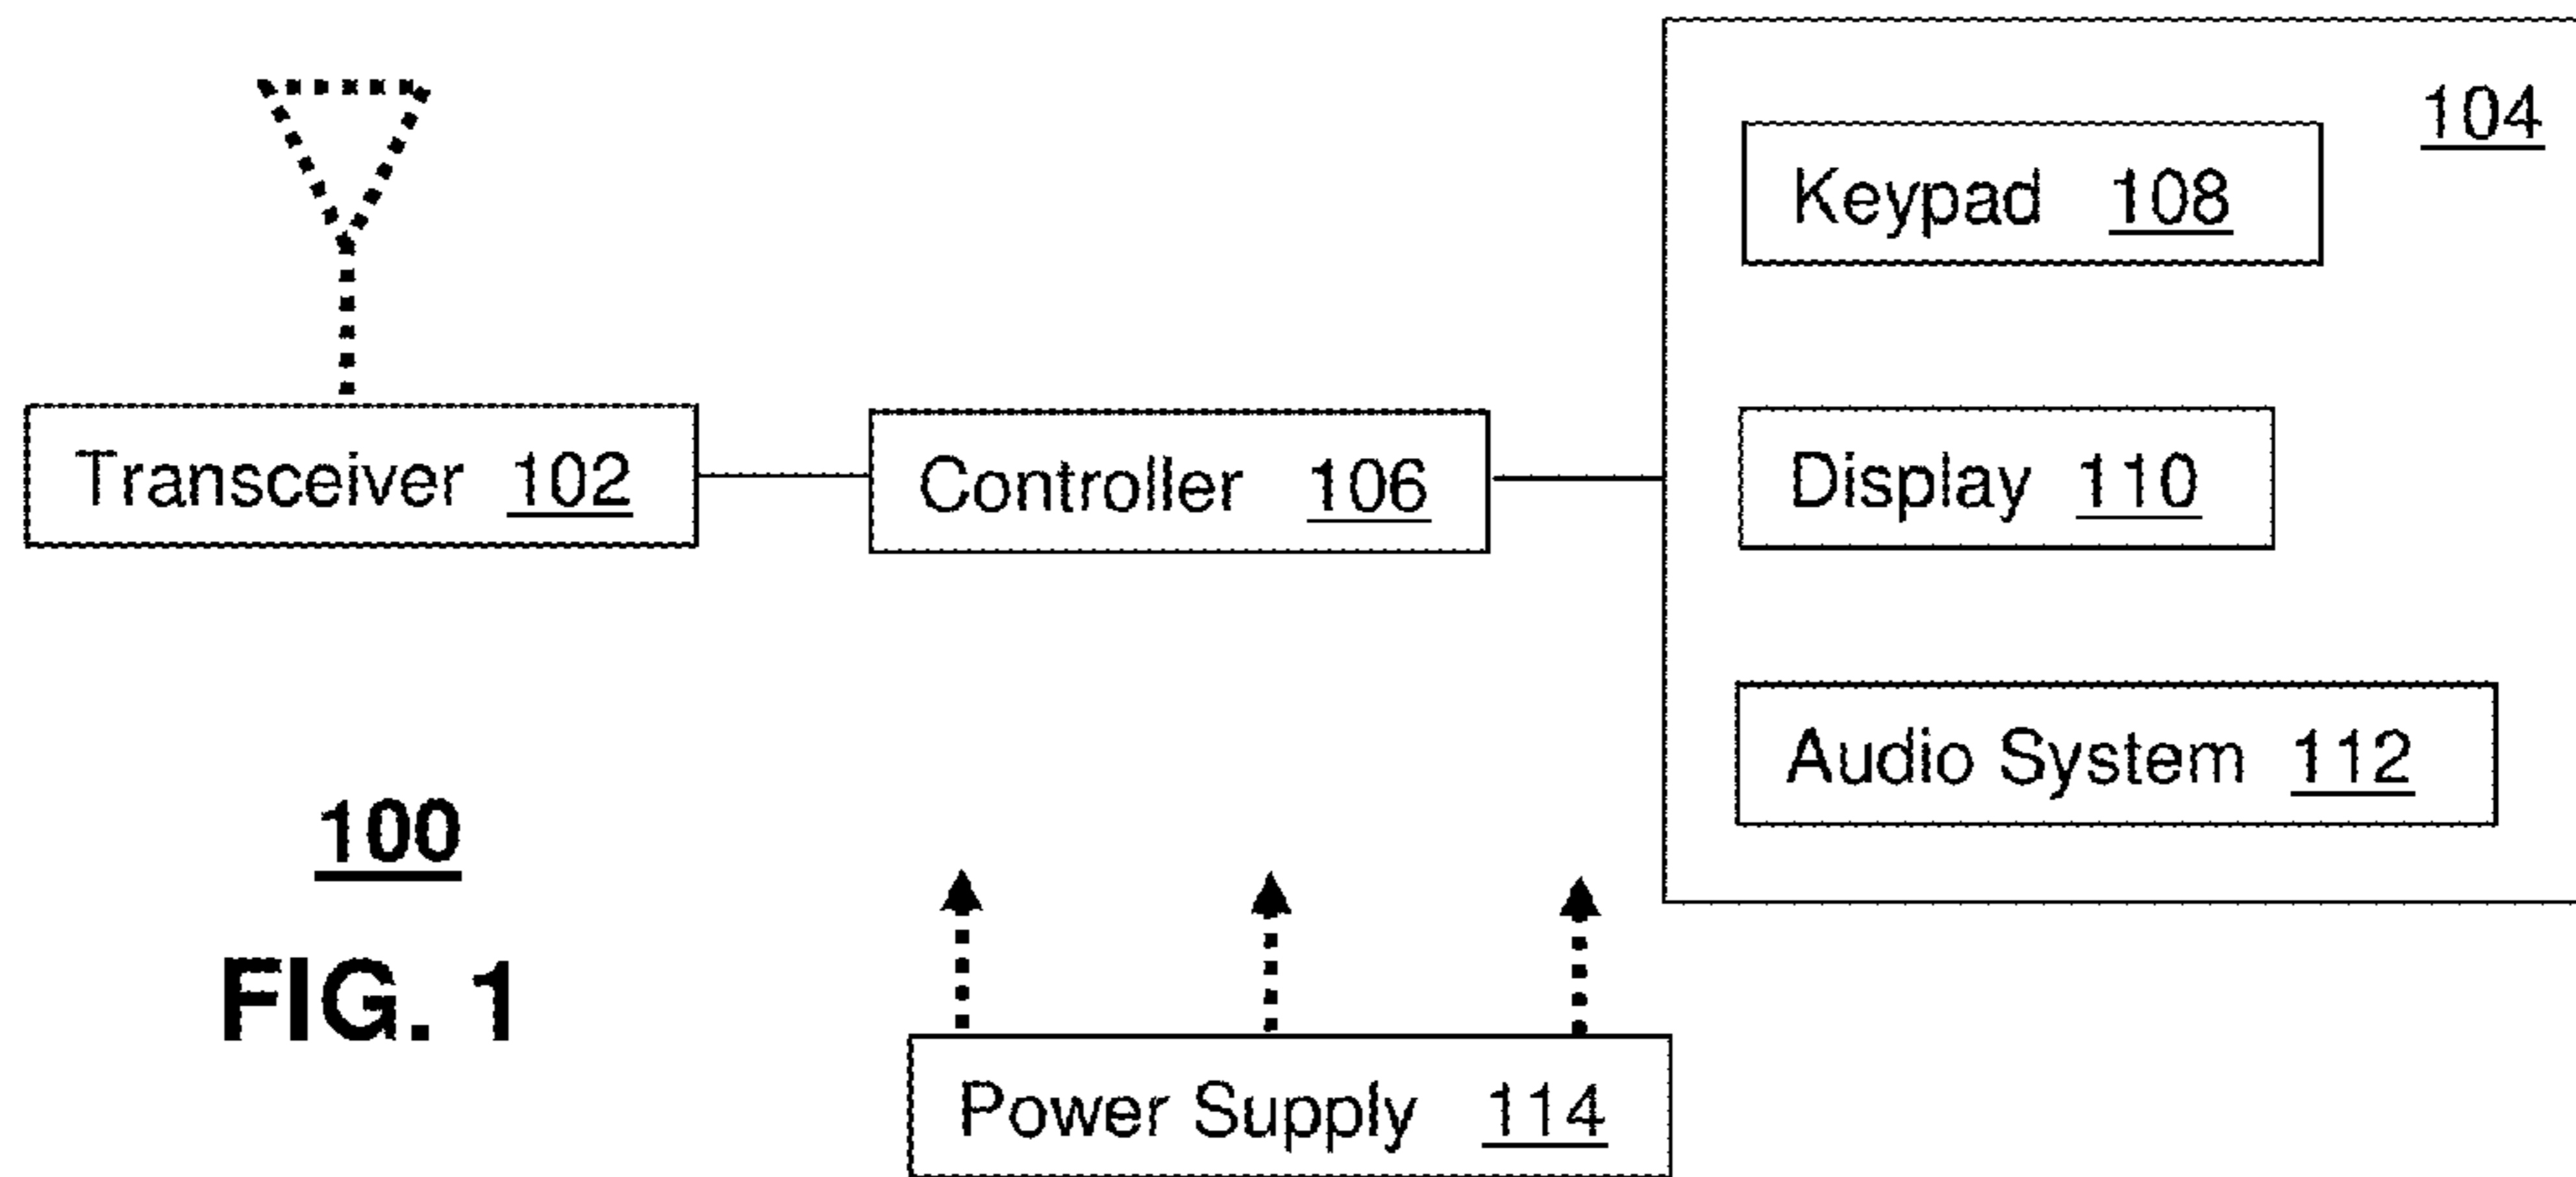 104
Keypad 108
Transceiver 102
Controller 106
Display 110
Audio System 112
100
FIG. 1
Power Supply 114